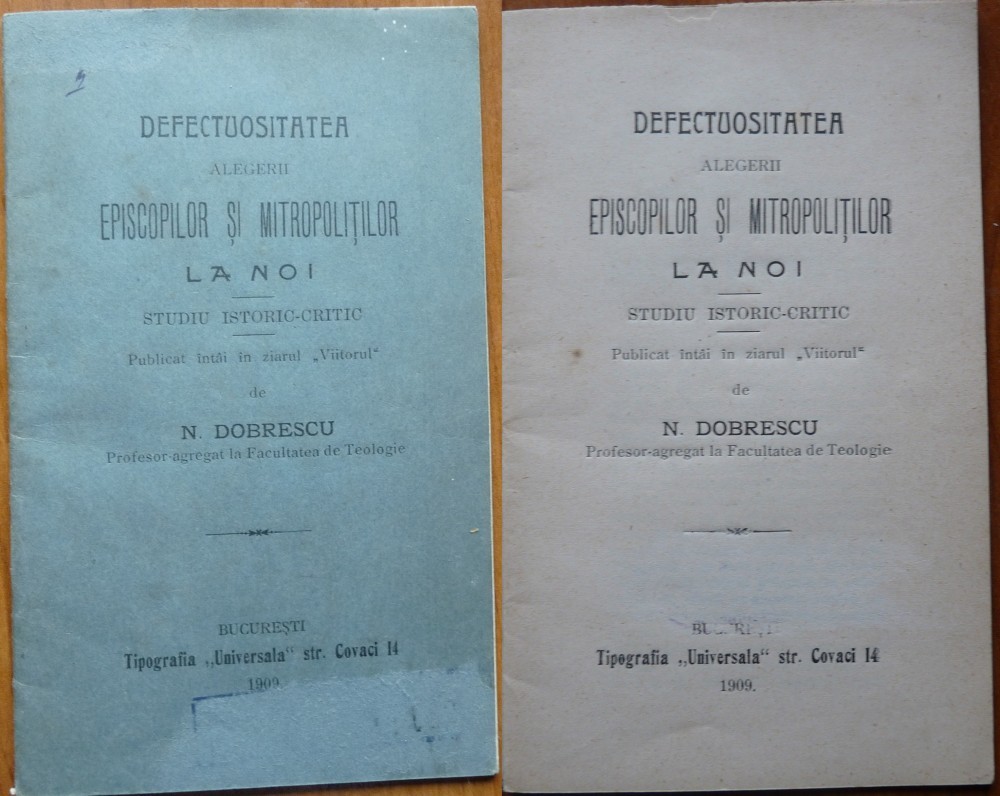 DEFECTUOSITATEA
ALEGERII
EPISCOPILOR ȘI MITROPOLIȚILOR
LA NOI
STUDIU ISTORIC-CRITIC
Publicat întâi în ziarul „Viitorul“
de
N. DOBRESCU
Profesor-agregat la Facultatea de Teologie
BUCUREȘTI
Tipografia „Universala“ str. Covaci 14
1909
DEFECTUOSITATEA
ALEGERII
EPISCOPILOR ȘI MITROPOLIȚILOR
LA NOI
STUDIU ISTORIC-CRITIC
Publicat întâi în ziarul „Viitorul“
de
N. DOBRESCU
Profesor-agregat la Facultatea de Teologie
Tipografia „Universala“ str. Covaci 14
1909.